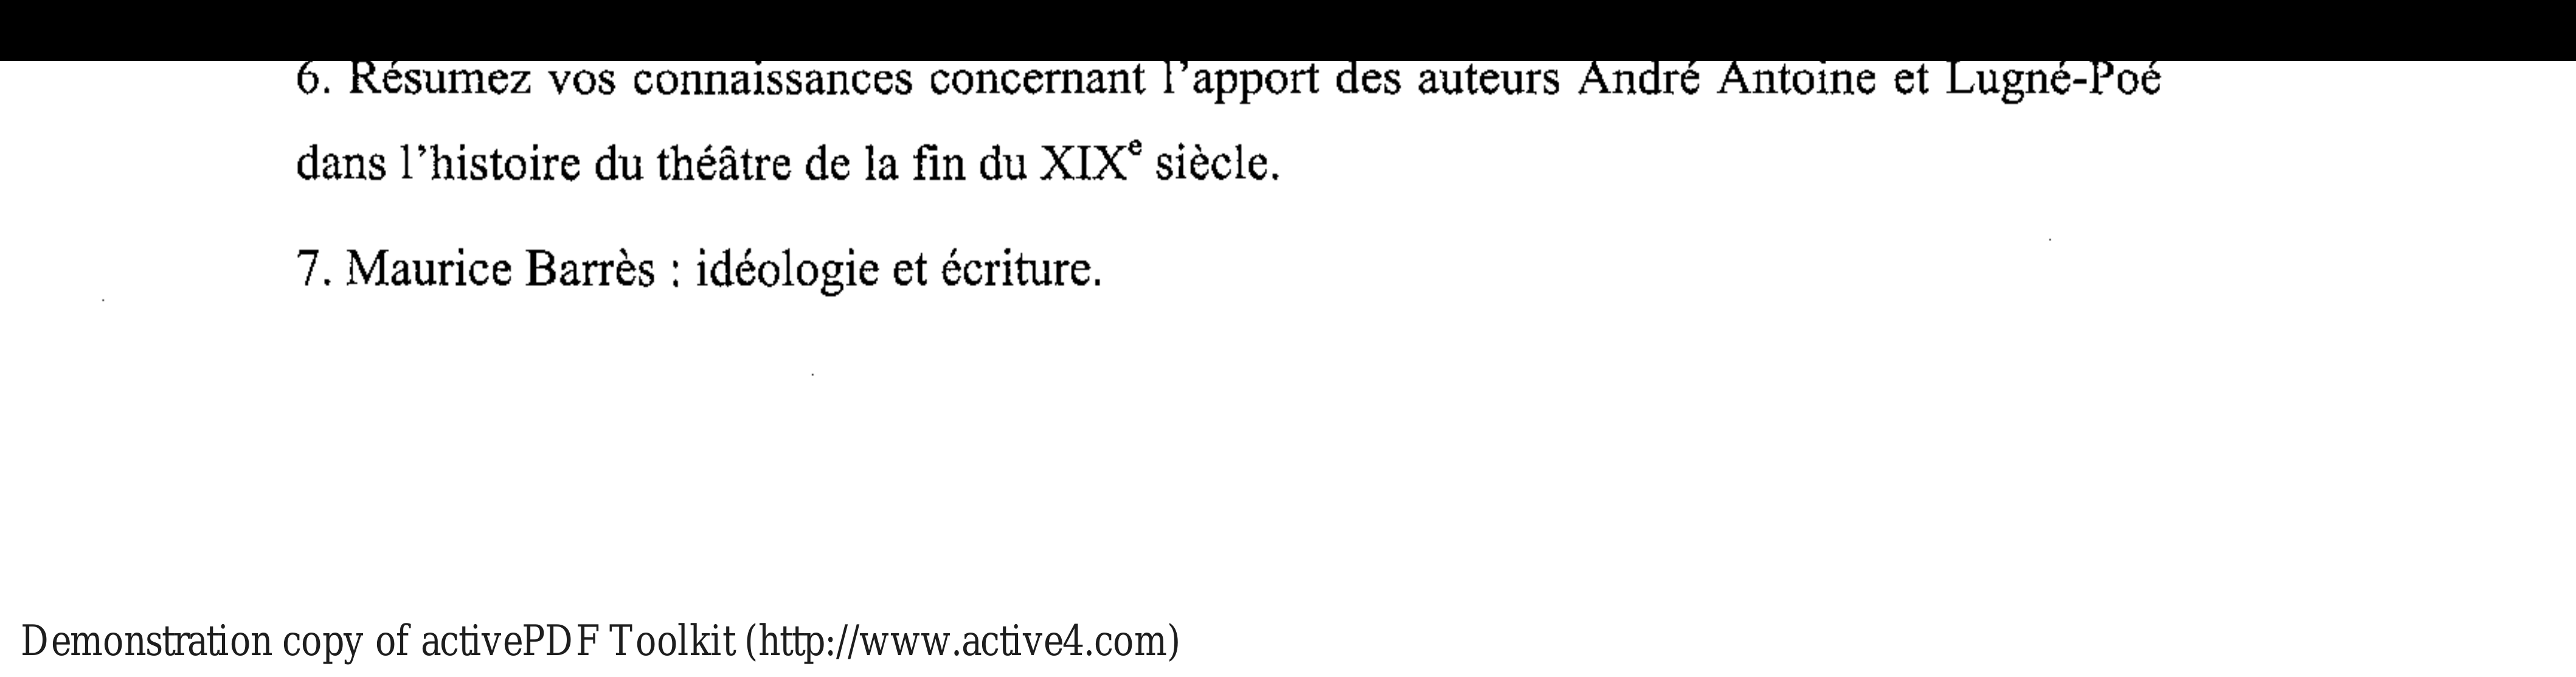 6. Résumez vos connaissances concernant l'apport des auteurs André Antoine et Lugné-Poé
dans l'histoire du théâtre de la fin du XIXe siècle.
7. Maurice Barrès : idéologie et écriture.
Demonstration copy of activePDF Toolkit (http://www.active4.com)